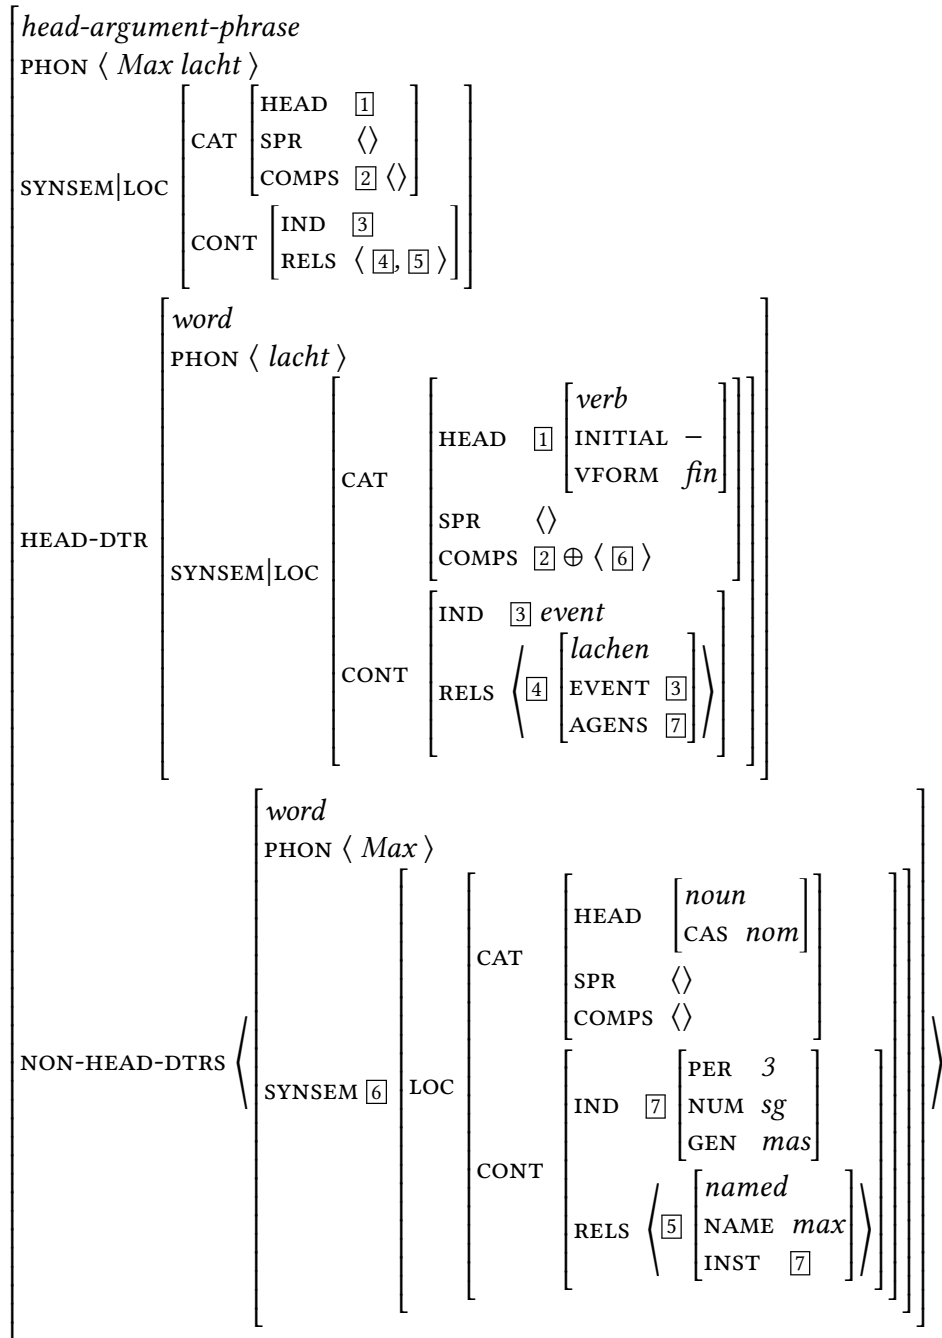 head-argument-phrase
PHON ⟨ Max lacht ⟩
HEAD 1
CAT SPR ⟨⟩
COMPS 2 ⟨⟩
SYNSEM|LOC
IND 3
CONT
RELS ⟨ 4, 5 ⟩
word
PHON ⟨ lacht ⟩
verb
HEAD 1 INITIAL –
VFORM fin
CAT
SPR ⟨⟩
HEAD-DTR
COMPS 2 ⊕ ⟨ 6 ⟩
SYNSEM|LOC
IND 3 event
lachen
CONT
RELS ⟨ 4 EVENT 3 ⟩
AGENS 7
word
PHON ⟨ Max ⟩
noun
HEAD
CAS nom
CAT
SPR ⟨⟩
COMPS ⟨⟩
NON-HEAD-DTRS ⟨
PER 3
SYNSEM 6 LOC
IND 7 NUM sg
GEN mas
CONT
named
RELS ⟨ 5 NAME max ⟩ ⟩
INST 7